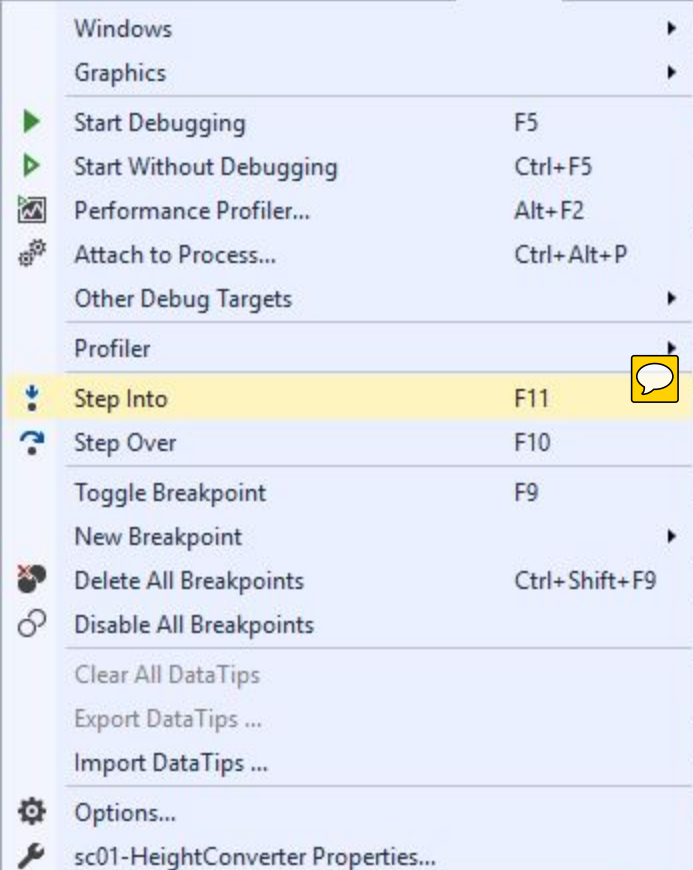 Windows
Graphics
Start Debugging F5
Start Without Debugging Ctrl+F5
Performance Profiler... Alt+F2
Attach to Process... Ctrl+Alt+P
Other Debug Targets
Profiler
Step Into F11
Step Over F10
Toggle Breakpoint F9
New Breakpoint
Delete All Breakpoints Ctrl+Shift+F9
Disable All Breakpoints
Clear All DataTips
Export DataTips ...
Import DataTips ...
Options...
sc01-HeightConverter Properties...